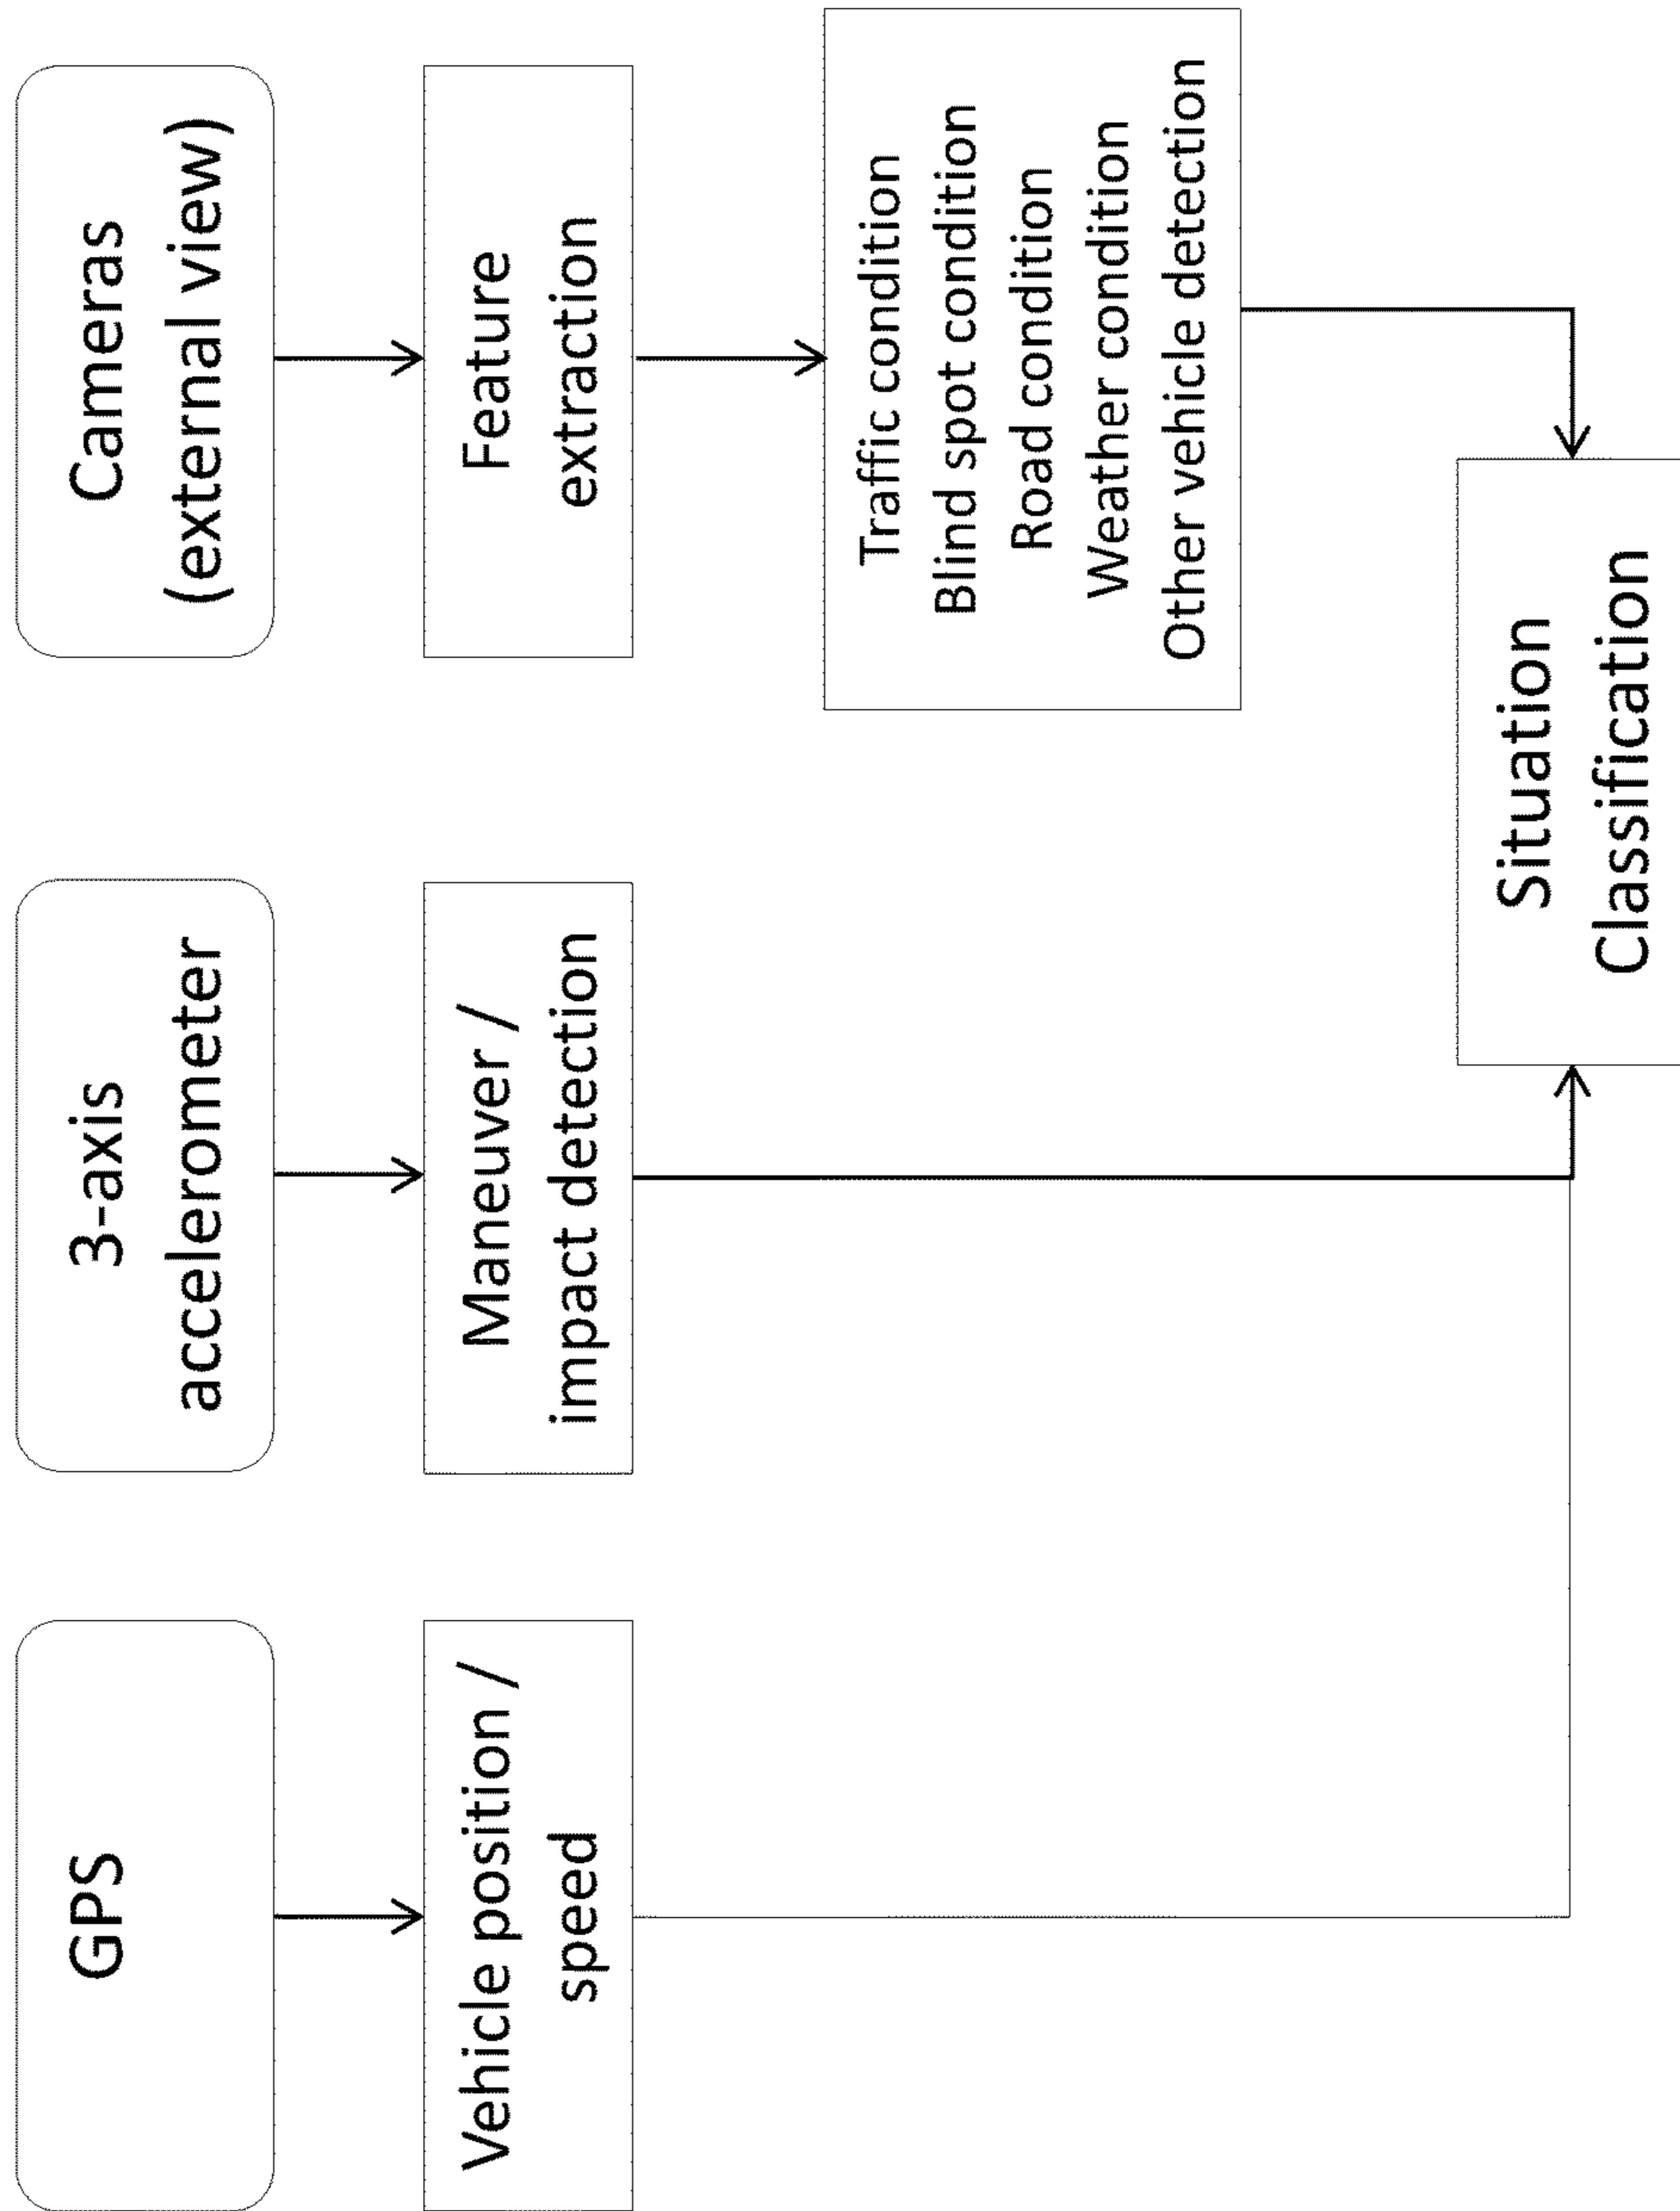 GPS
3-axis
accelerometer
Cameras
(external view)
Vehicle position /
speed
Maneuver /
impact detection
Feature
extraction
Traffic condition
Blind spot condition
Road condition
Weather condition
Other vehicle detection
Situation
Classification